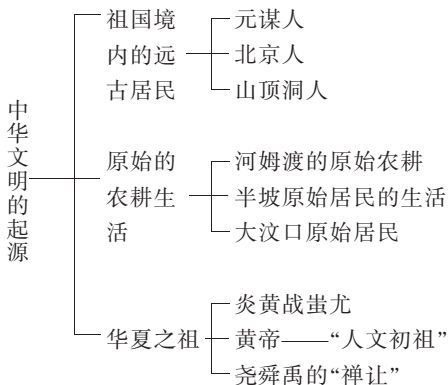 中华文明的起源
祖国境
内的远
古居民
元谋人
北京人
山顶洞人
原始的
农耕生
活
河姆渡的原始农耕
半坡原始居民的生活
大汶口原始居民
华夏之祖
炎黄战蚩尤
黄帝——“人文初祖”
尧舜禹的“禅让”